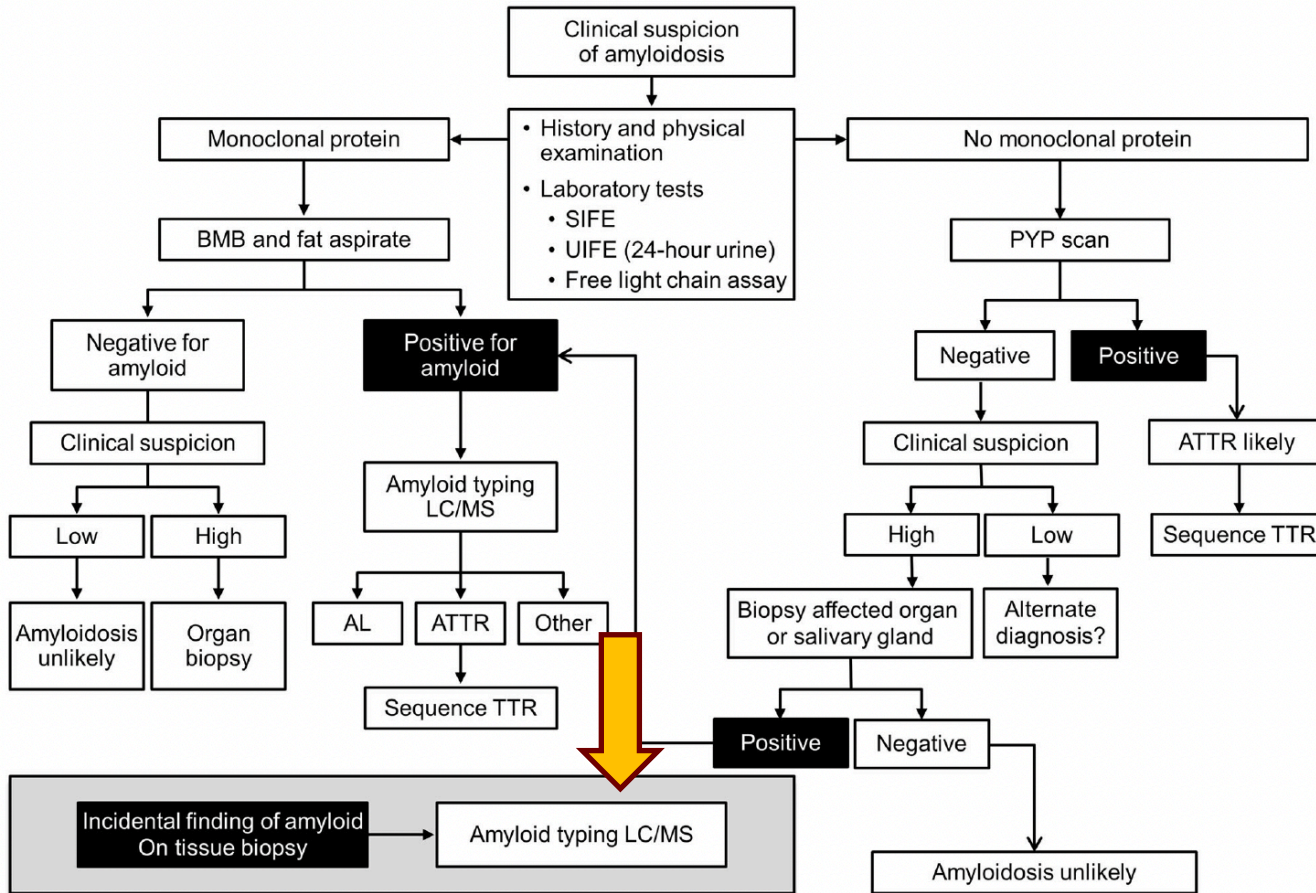 Clinical suspicion
of amyloidosis
Monoclonal protein
• History and physical
examination
• Laboratory tests
• SIFE
• UIFE (24-hour urine)
• Free light chain assay
No monoclonal protein
BMB and fat aspirate
PYP scan
Negative for
amyloid
Positive for
amyloid
Negative
Positive
Clinical suspicion
Amyloid typing
LC/MS
Clinical suspicion
ATTR likely
Low
High
High
Low
Sequence TTR
Amyloidosis
unlikely
Organ
biopsy
AL
ATTR
Other
Biopsy affected organ
or salivary gland
Alternate
diagnosis?
Sequence TTR
Positive
Negative
Incidental finding of amyloid
On tissue biopsy
Amyloid typing LC/MS
Amyloidosis unlikely